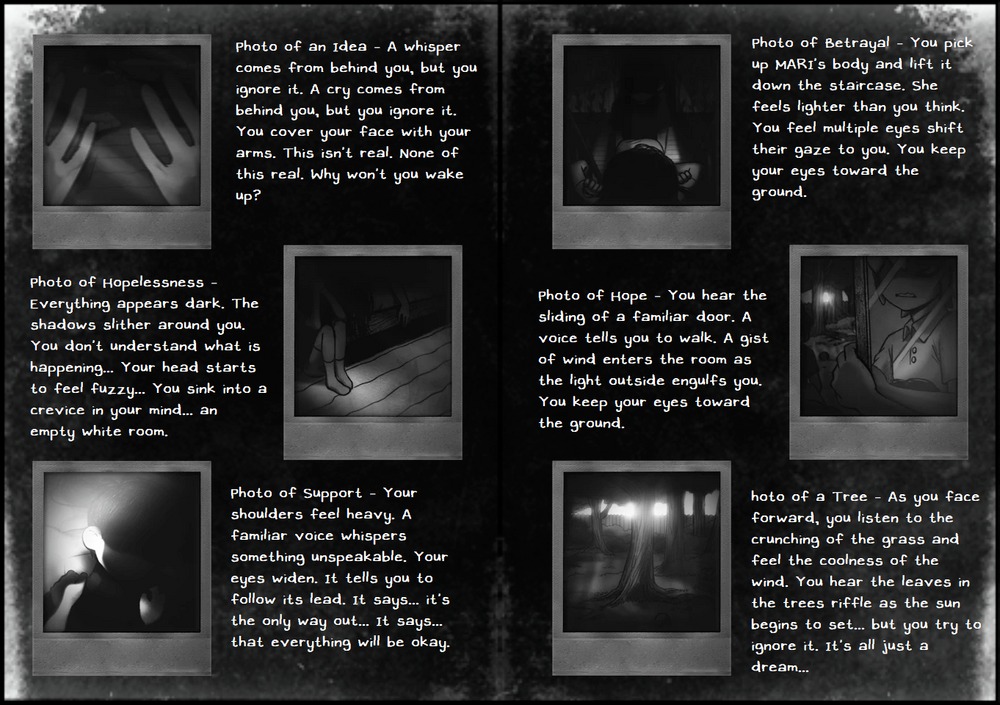 Photo of an Idea - A whisper
comes from behind you, but you
ignore it. A cry comes from
behind you, but you ignore it.
You cover your face with your
arms. This isn't real. None of
this real. Why won't you wake
up?
Photo of Hopelessness -
Everything appears dark. The
shadows slither around you.
You don't understand what is
happening... Your head starts
to feel fuzzy... You sink into a
crevice in your mind... an
empty white room.
Photo of Support - Your
shoulders feel heavy. A
familiar voice whispers
something unspeakable. Your
eyes widen. It tells you to
follow its lead. It says... it's
the only way out... It says...
that everything will be okay.
Photo of Betrayal - You pick
up MARI's body and lift it
down the staircase. She
feels lighter than you think.
You feel multiple eyes shift
their gaze to you. You keep
your eyes toward the
ground.
Photo of Hope - You hear the
sliding of a familiar door. A
voice tells you to walk. A gist
of wind enters the room as
the light outside engulfs you.
You keep your eyes toward
the ground.
hoto of a Tree - As you face
forward, you listen to the
crunching of the grass and
feel the coolness of the
wind. You hear the leaves in
the trees riffle as the sun
begins to set... but you try to
ignore it. It's all just a
dream...